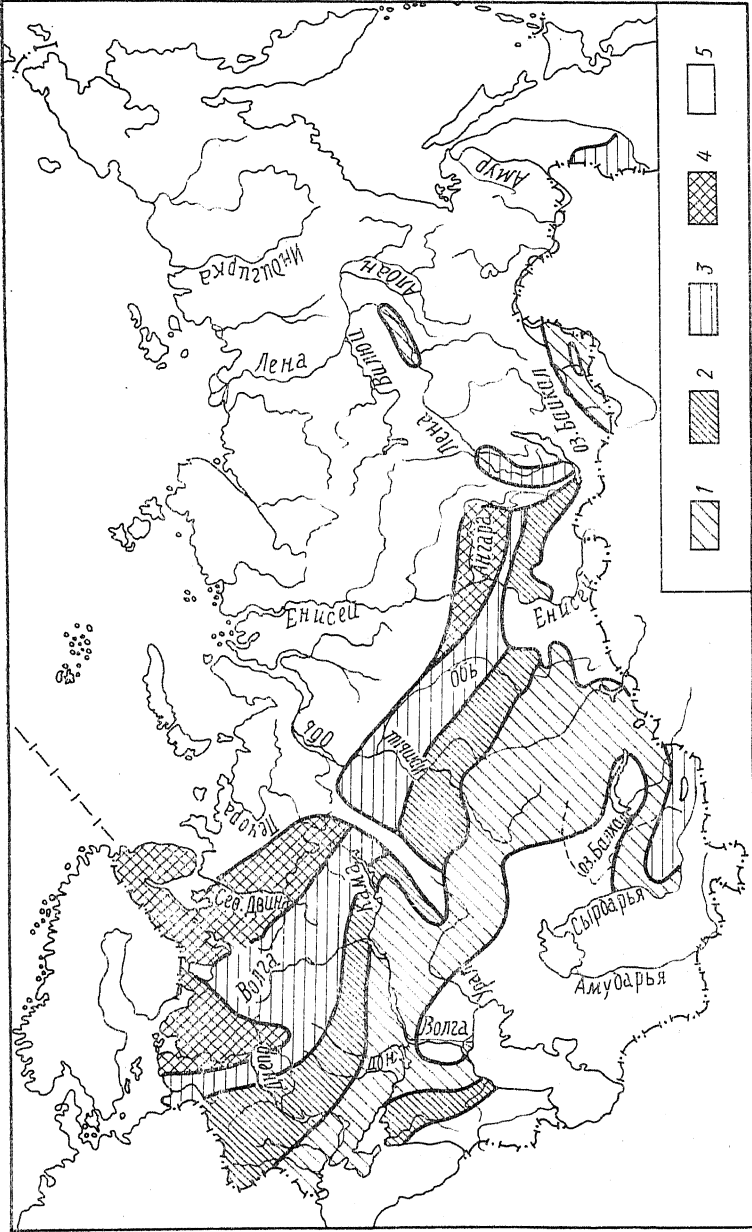 Индигирка
Алдан
Амур
Лена
Вилюй
Лена
оз. Байкал
Енисей
Ангара
Енисей
Обь
Обь
Иртыш
Печора
Сев. Двина
Кама
Волга
Днепр
Дон
Волга
Урал
оз. Балхаш
Сырдарья
Амударья
1
2
3
4
5